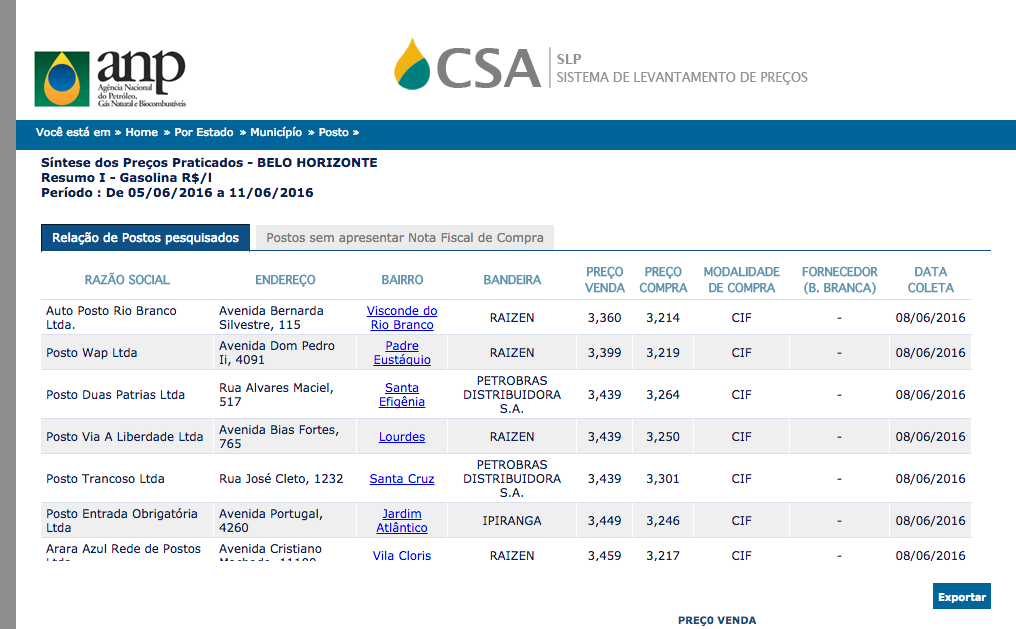 anp
Agência Nacional
do Petróleo,
Gás Natural e Biocombustíveis
CSA
SLP
SISTEMA DE LEVANTAMENTO DE PREÇOS
Você está em » Home » Por Estado » Municípío » Posto »
Síntese dos Preços Praticados - BELO HORIZONTE
Resumo I - Gasolina R$/l
Período : De 05/06/2016 a 11/06/2016
Relação de Postos pesquisados Postos sem apresentar Nota Fiscal de Compra
RAZÃO SOCIAL ENDEREÇO BAIRRO BANDEIRA PREÇO VENDA PREÇO COMPRA MODALIDADE DE COMPRA FORNECEDOR (B. BRANCA) DATA COLETA
Auto Posto Rio Branco Ltda. Avenida Bernarda Silvestre, 115 Visconde do Rio Branco RAIZEN 3,360 3,214 CIF - 08/06/2016
Posto Wap Ltda Avenida Dom Pedro Ii, 4091 Padre Eustáquio RAIZEN 3,399 3,219 CIF - 08/06/2016
Posto Duas Patrias Ltda Rua Alvares Maciel, 517 Santa Efigênia PETROBRAS DISTRIBUIDORA S.A. 3,439 3,264 CIF - 08/06/2016
Posto Via A Liberdade Ltda Avenida Bias Fortes, 765 Lourdes RAIZEN 3,439 3,250 CIF - 08/06/2016
Posto Trancoso Ltda Rua José Cleto, 1232 Santa Cruz PETROBRAS DISTRIBUIDORA S.A. 3,439 3,301 CIF - 08/06/2016
Posto Entrada Obrigatória Ltda Avenida Portugal, 4260 Jardim Atlântico IPIRANGA 3,449 3,246 CIF - 08/06/2016
Arara Azul Rede de Postos Avenida Cristiano Vila Cloris RAIZEN 3,459 3,217 CIF - 08/06/2016
Exportar
PREÇO VENDA